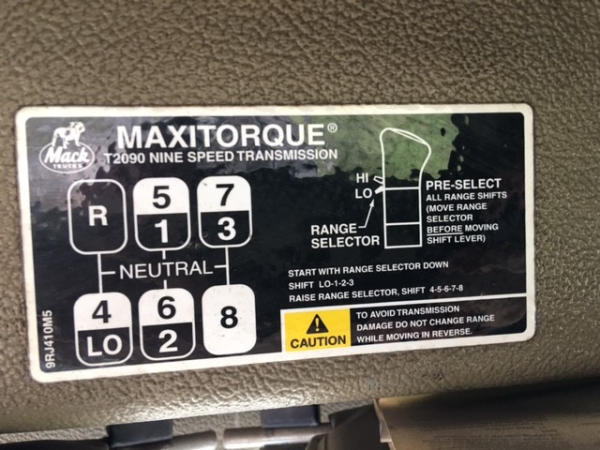 Mack
TRUCKS
MAXITORQUE®
T2090 NINE SPEED TRANSMISSION
R
5
1
7
3
NEUTRAL
4
LO
6
2
8
HI
LO
RANGE
SELECTOR
PRE-SELECT
ALL RANGE SHIFTS
(MOVE RANGE
SELECTOR
BEFORE MOVING
SHIFT LEVER)
START WITH RANGE SELECTOR DOWN
SHIFT LO-1-2-3
RAISE RANGE SELECTOR, SHIFT 4-5-6-7-8
CAUTION
TO AVOID TRANSMISSION
DAMAGE DO NOT CHANGE RANGE
WHILE MOVING IN REVERSE.
9RJ410M5